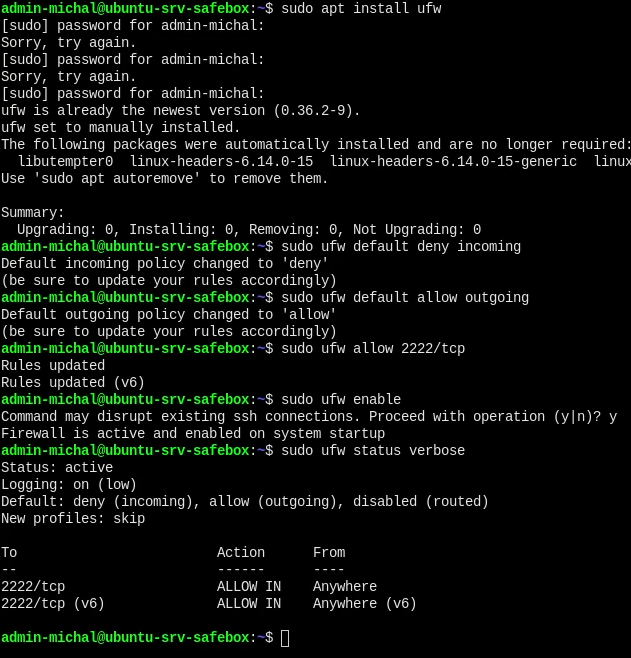 admin-michal@ubuntu-srv-safebox:~$ sudo apt install ufw
[sudo] password for admin-michal:
Sorry, try again.
[sudo] password for admin-michal:
Sorry, try again.
[sudo] password for admin-michal:
ufw is already the newest version (0.36.2-9).
ufw set to manually installed.
The following packages were automatically installed and are no longer required:
  libutempter0  linux-headers-6.14.0-15  linux-headers-6.14.0-15-generic  linux
Use 'sudo apt autoremove' to remove them.

Summary:
  Upgrading: 0, Installing: 0, Removing: 0, Not Upgrading: 0
admin-michal@ubuntu-srv-safebox:~$ sudo ufw default deny incoming
Default incoming policy changed to 'deny'
(be sure to update your rules accordingly)
admin-michal@ubuntu-srv-safebox:~$ sudo ufw default allow outgoing
Default outgoing policy changed to 'allow'
(be sure to update your rules accordingly)
admin-michal@ubuntu-srv-safebox:~$ sudo ufw allow 2222/tcp
Rules updated
Rules updated (v6)
admin-michal@ubuntu-srv-safebox:~$ sudo ufw enable
Command may disrupt existing ssh connections. Proceed with operation (y|n)? y
Firewall is active and enabled on system startup
admin-michal@ubuntu-srv-safebox:~$ sudo ufw status verbose
Status: active
Logging: on (low)
Default: deny (incoming), allow (outgoing), disabled (routed)
New profiles: skip

To                         Action      From
--                         ------      ----
2222/tcp                   ALLOW IN    Anywhere
2222/tcp (v6)              ALLOW IN    Anywhere (v6)

admin-michal@ubuntu-srv-safebox:~$